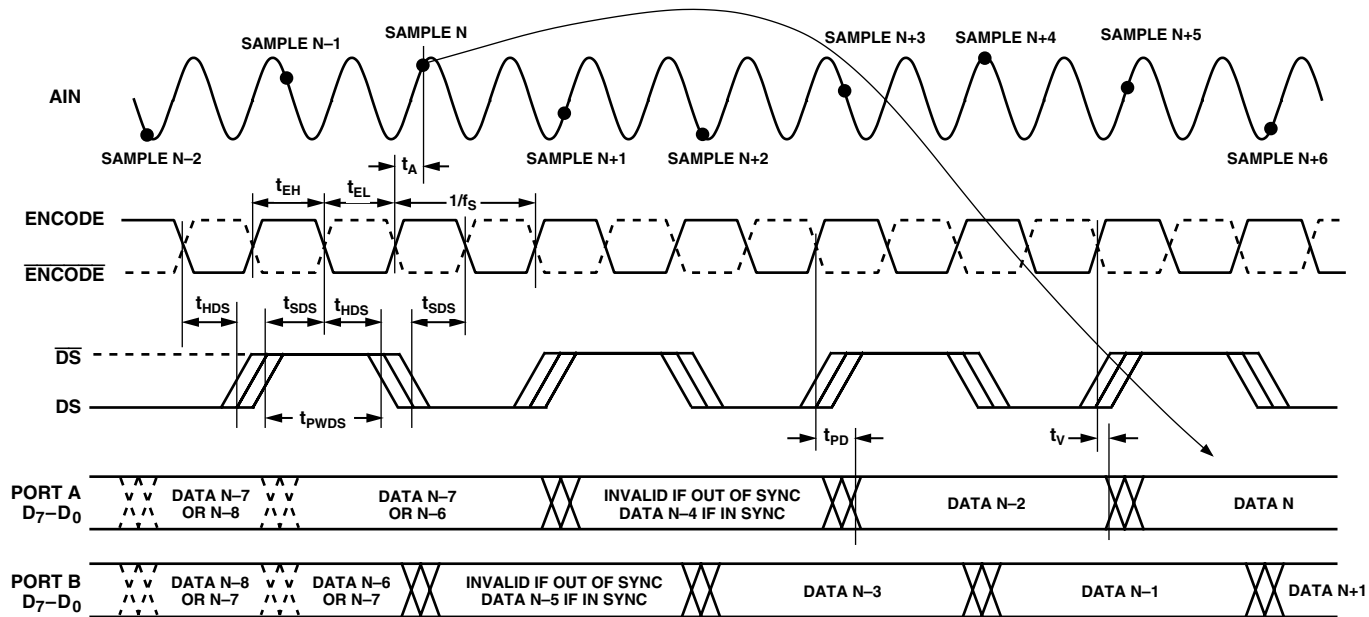 SAMPLE N–1
SAMPLE N
SAMPLE N+3
SAMPLE N+4
SAMPLE N+5
AIN
SAMPLE N–2
SAMPLE N+1
SAMPLE N+2
SAMPLE N+6
tA
tEH
tEL
1/fS
ENCODE
ENCODE
tHDS
tSDS
tHDS
tSDS
DS
DS
tPWDS
tPD
tV
PORT A
D7–D0
DATA N–7
OR N–8
DATA N–7
OR N–6
INVALID IF OUT OF SYNC
DATA N–4 IF IN SYNC
DATA N–2
DATA N
PORT B
D7–D0
DATA N–8
OR N–7
DATA N–6
OR N–7
INVALID IF OUT OF SYNC
DATA N–5 IF IN SYNC
DATA N–3
DATA N–1
DATA N+1